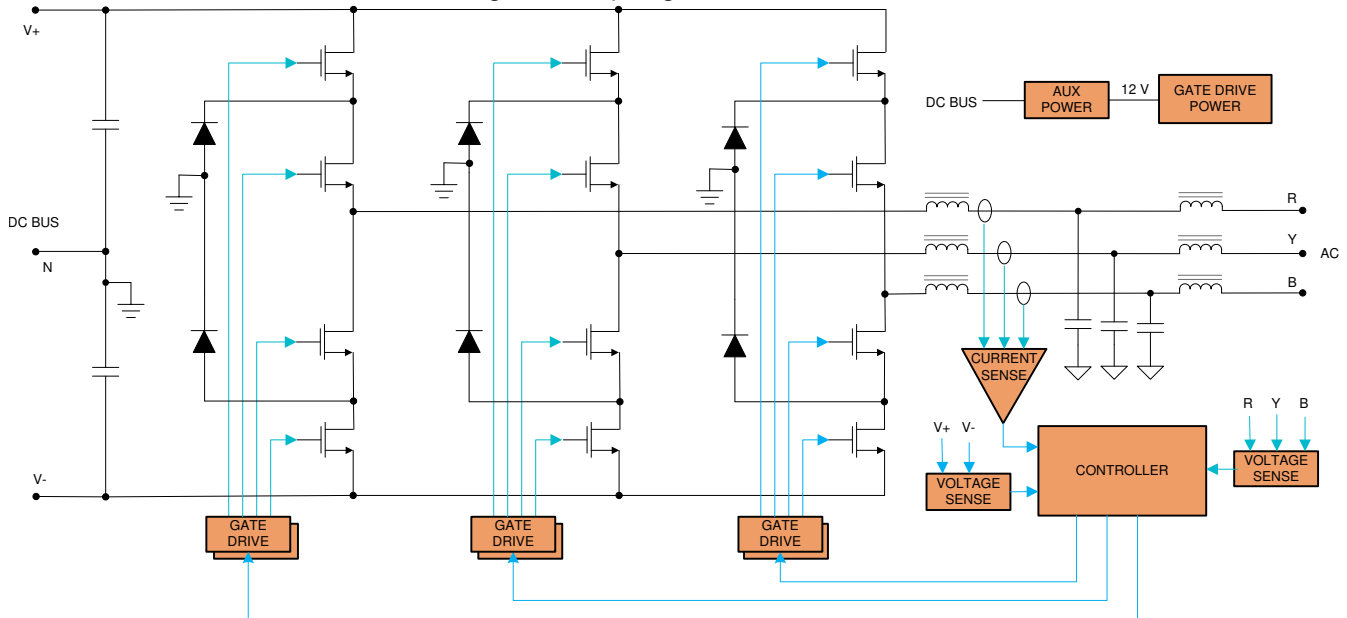 V+
DC BUS
N
V-
DC BUS
AUX
POWER
12 V
GATE DRIVE
POWER
R
Y
AC
B
CURRENT
SENSE
R Y B
V+ V-
VOLTAGE
SENSE
CONTROLLER
VOLTAGE
SENSE
GATE
DRIVE
GATE
DRIVE
GATE
DRIVE